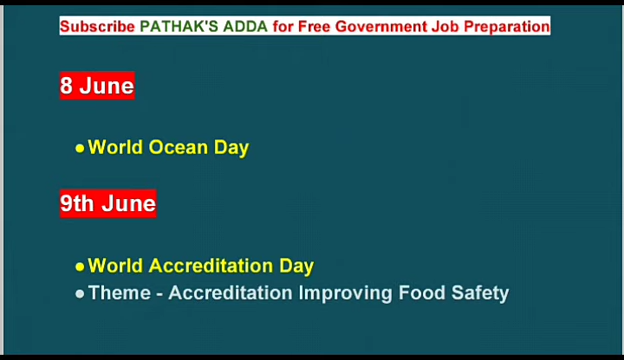 Subscribe PATHAK'S ADDA for Free Government Job Preparation
8 June
● World Ocean Day
9th June
● World Accreditation Day
● Theme - Accreditation Improving Food Safety